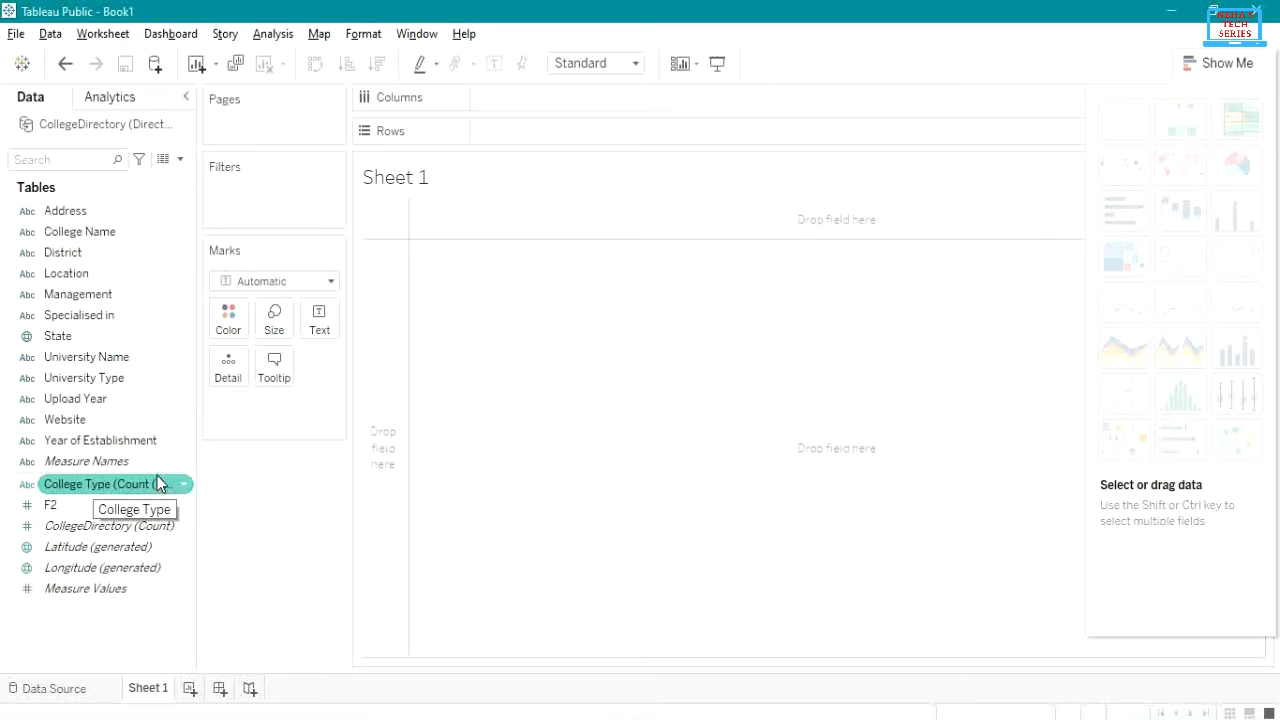 Tableau Public - Book1
NEHA'S
TECH
SERIES
File Data Worksheet Dashboard Story Analysis Map Format Window Help
Standard
Show Me
Data Analytics
CollegeDirectory (Direct...
Search
Tables
Abc Address
Abc College Name
Abc District
Abc Location
Abc Management
Abc Specialised in
State
Abc University Name
Abc University Type
Abc Upload Year
Abc Website
Abc Year of Establishment
Abc Measure Names
Abc College Type (Count (
F2
College Type
CollegeDirectory (Count)
Latitude (generated)
Longitude (generated)
Measure Values
Pages
Filters
Marks
Automatic
Color Size Text
Detail Tooltip
Columns
Rows
Sheet 1
Drop field here
Drop
field
here
Drop field here
Select or drag data
Use the Shift or Ctrl key to
select multiple fields
Data Source Sheet 1